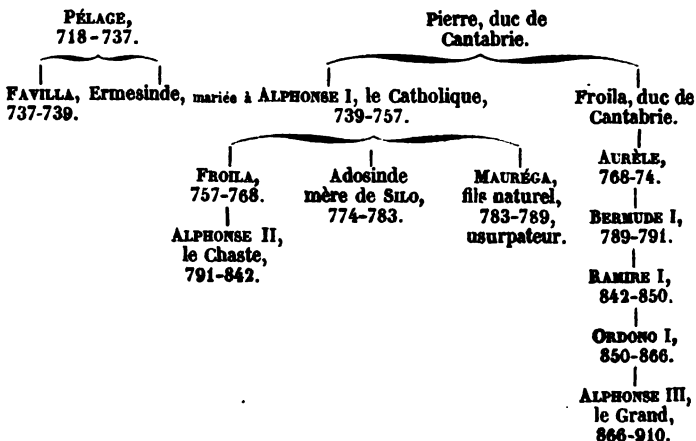 PÉLAGE,
718-737.
Pierre, duc de
Cantabrie.
FAVILLA, Ermesinde, mariée à ALPHONSE I, le Catholique,
737-739.
739-757.
Froila, duc de
Cantabrie.
FROILA,
757-768.
Adosinde
mère de SILO,
774-783.
MAURÉGA,
fils naturel,
783-789,
usurpateur.
ALPHONSE II,
le Chaste,
791-842.
AURÈLE,
768-74.
BERMUDE I,
789-791.
RAMIRE I,
842-850.
ORDONO I,
850-866.
ALPHONSE III,
le Grand,
866-910.